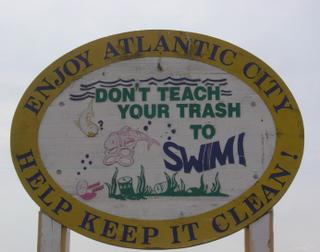 ENJOY ATLANTIC CITY
DON'T TEACH
YOUR TRASH
TO
SWIM!
HELP KEEP IT CLEAN!